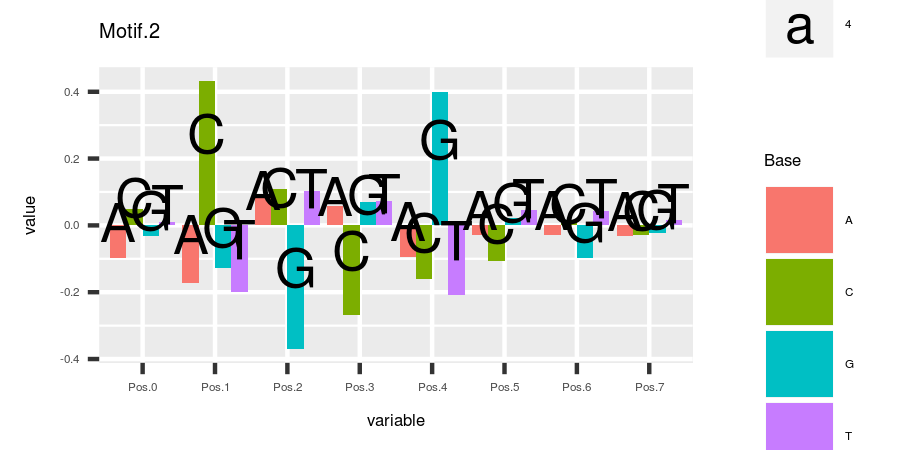 Motif.2
a 4
value
0.4
0.2
0.0
-0.2
-0.4
A C G T A C G T A C G T A C G T A C G T A C G T A C G T A C G T
Pos.0 Pos.1 Pos.2 Pos.3 Pos.4 Pos.5 Pos.6 Pos.7
variable
Base
A
C
G
T